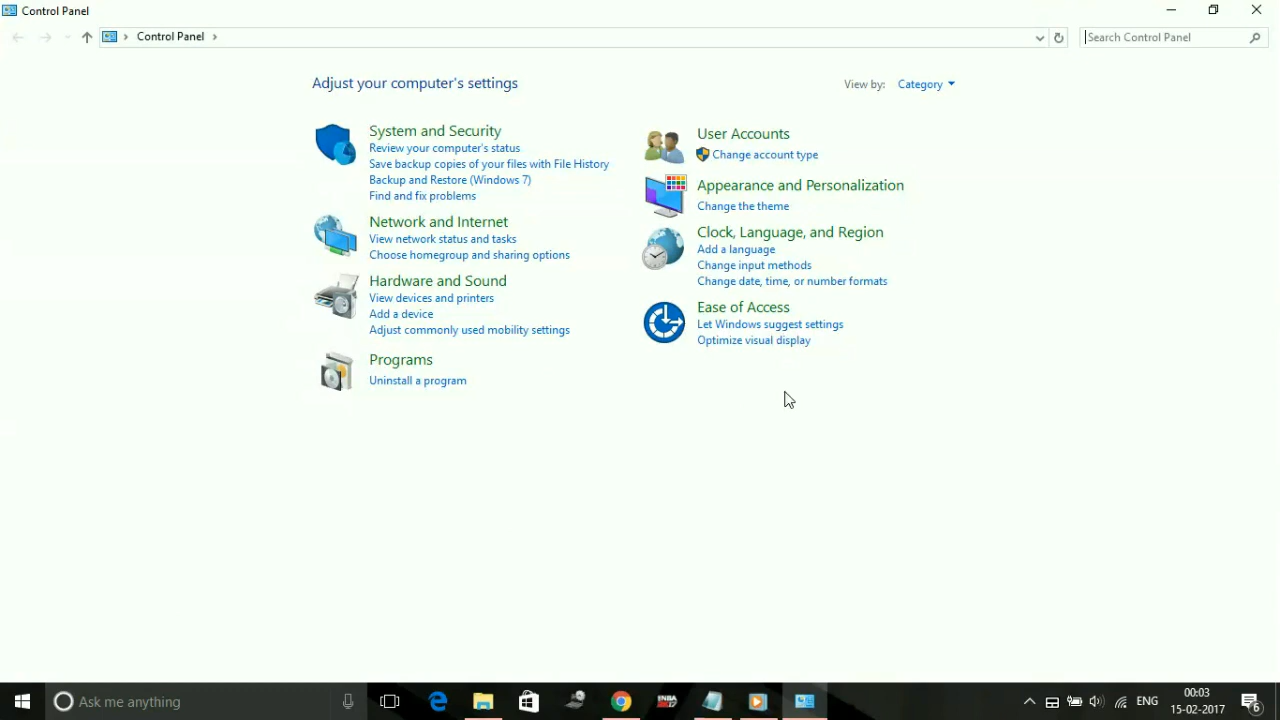 Control Panel
Control Panel
Search Control Panel
Adjust your computer's settings
View by: Category
System and Security
Review your computer's status
Save backup copies of your files with File History
Backup and Restore (Windows 7)
Find and fix problems
Network and Internet
View network status and tasks
Choose homegroup and sharing options
Hardware and Sound
View devices and printers
Add a device
Adjust commonly used mobility settings
Programs
Uninstall a program
User Accounts
Change account type
Appearance and Personalization
Change the theme
Clock, Language, and Region
Add a language
Change input methods
Change date, time, or number formats
Ease of Access
Let Windows suggest settings
Optimize visual display
Ask me anything
ENG
00:03
15-02-2017
6